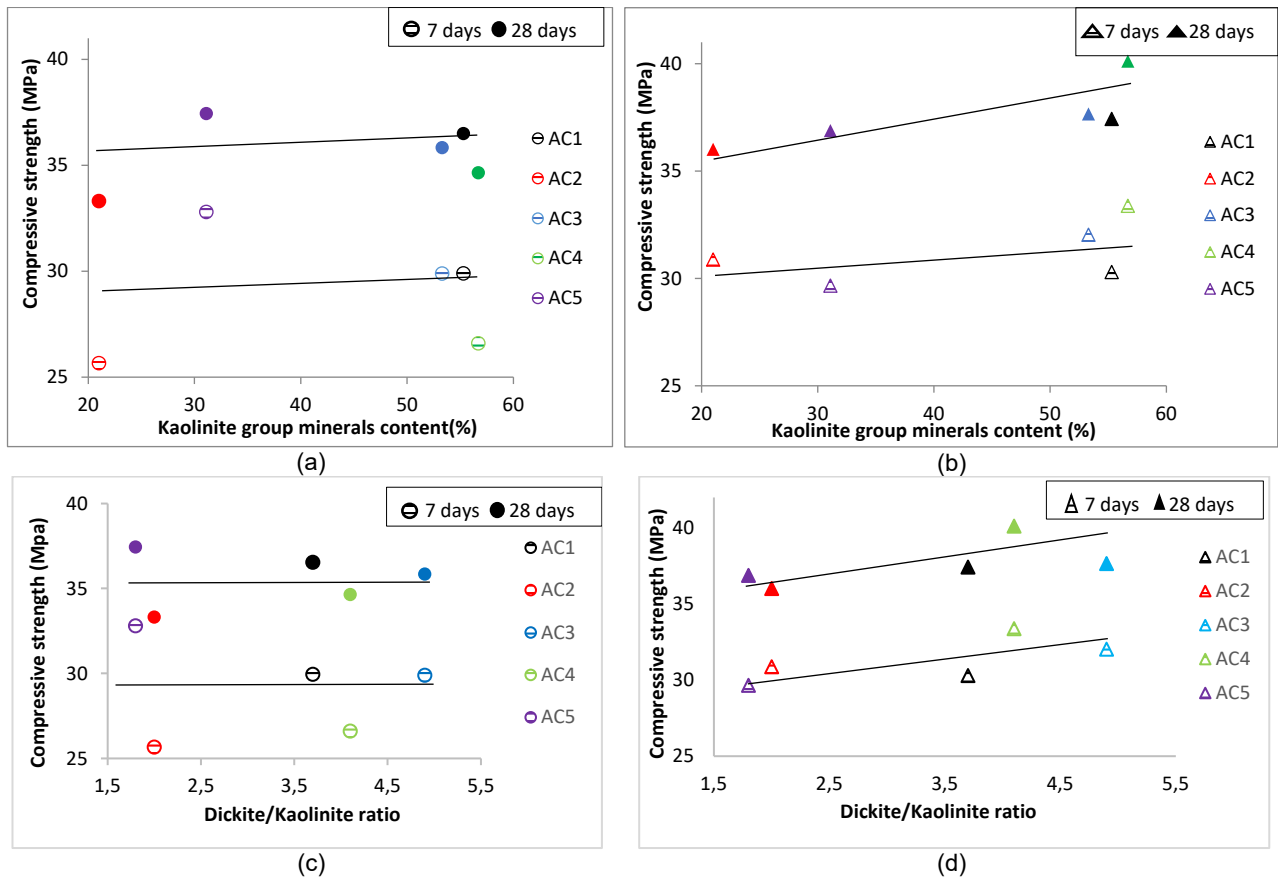 7 days 28 days
40
35
30
25
20 30 40 50 60
Compressive strength (MPa)
Kaolinite group minerals content(%)
AC1
AC2
AC3
AC4
AC5
(a)
7 days 28 days
40
35
30
25
20 30 40 50 60
Compressive strength (MPa)
Kaolinite group minerals content (%)
AC1
AC2
AC3
AC4
AC5
(b)
7 days 28 days
40
35
30
25
1,5 2,5 3,5 4,5 5,5
Compressive strength (Mpa)
Dickite/Kaolinite ratio
AC1
AC2
AC3
AC4
AC5
(c)
7 days 28 days
40
35
30
25
1,5 2,5 3,5 4,5 5,5
Compressive strength (MPa)
Dickite/Kaolinite ratio
AC1
AC2
AC3
AC4
AC5
(d)